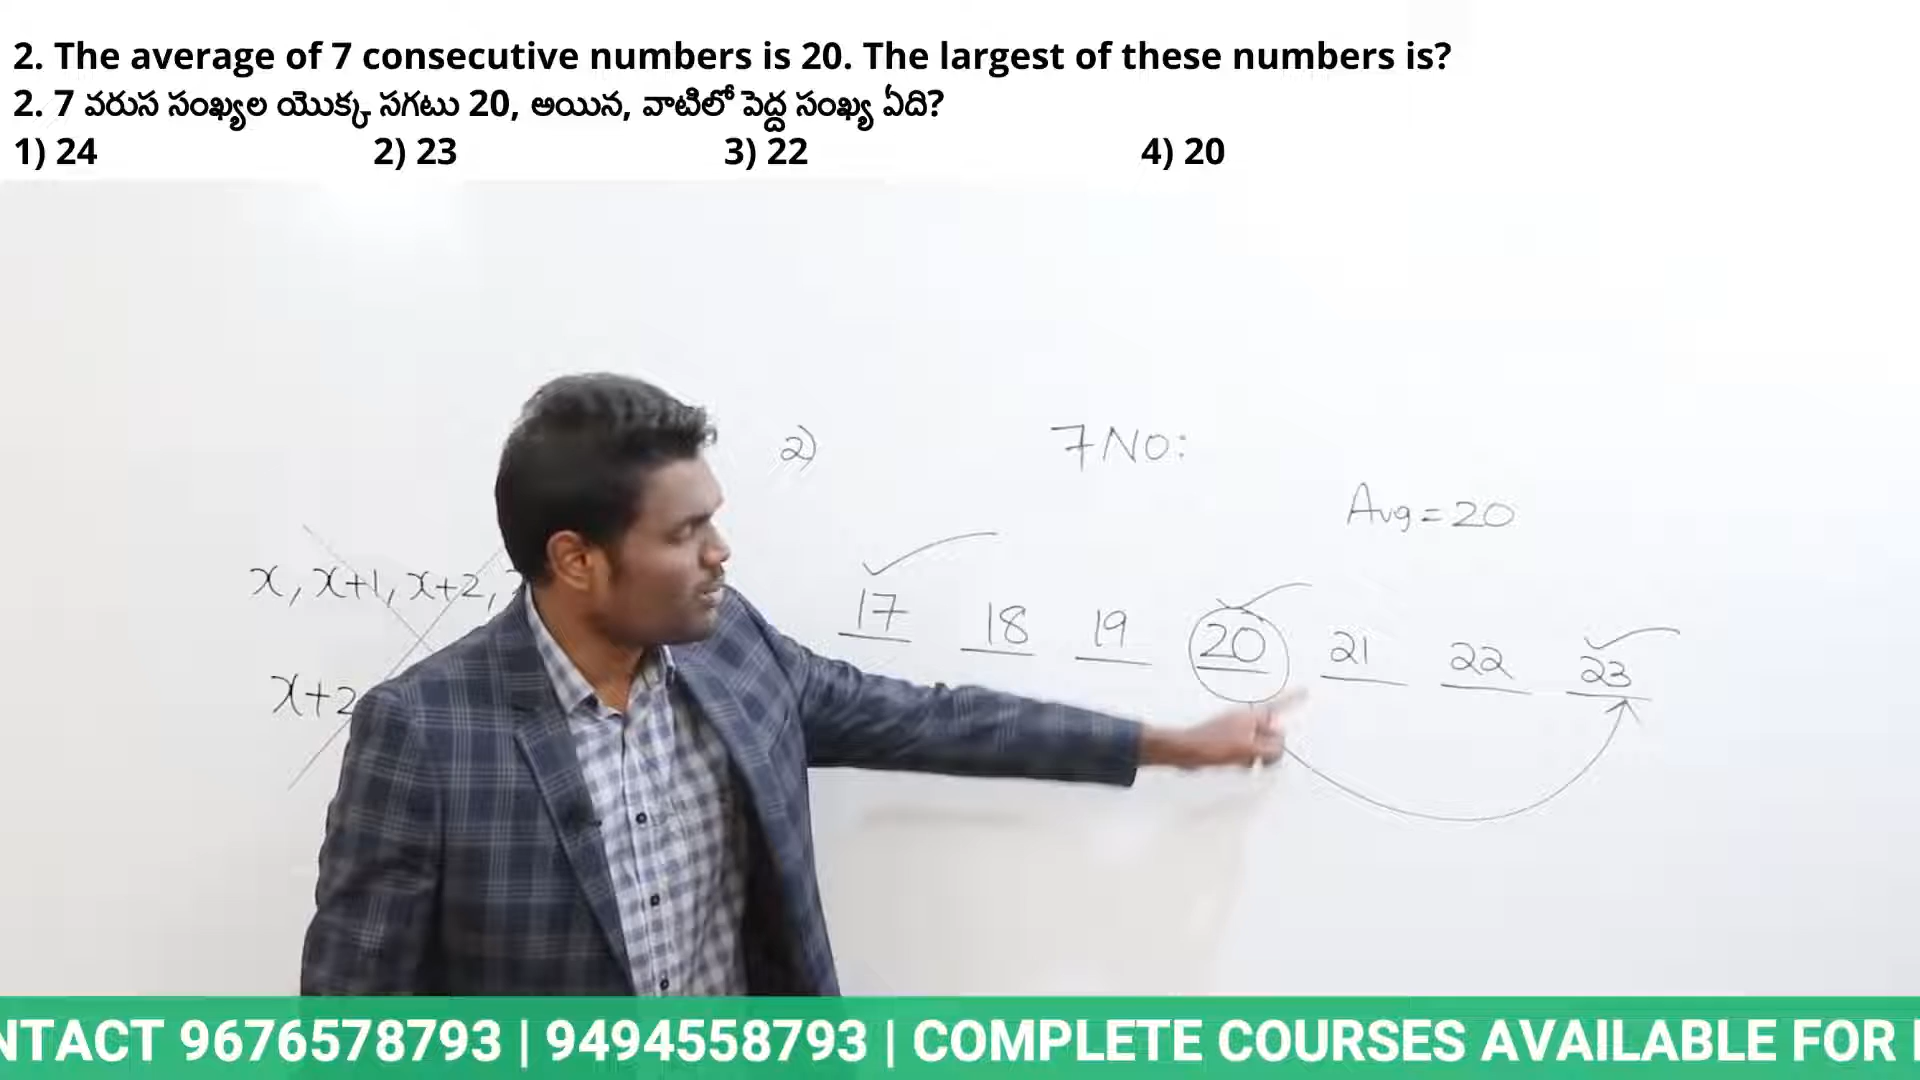 2. The average of 7 consecutive numbers is 20. The largest of these numbers is?
2. 7 వరుస సంఖ్యల యొక్క సగటు 20, అయిన, వాటిలో పెద్ద సంఖ్య ఏది?
1) 24 2) 23 3) 22 4) 20
2) 7 NO:
Avg = 20
x, x+1, x+2,
17 18 19 20 21 22 23
x+2
NTACT 9676578793 | 9494558793 | COMPLETE COURSES AVAILABLE FOR